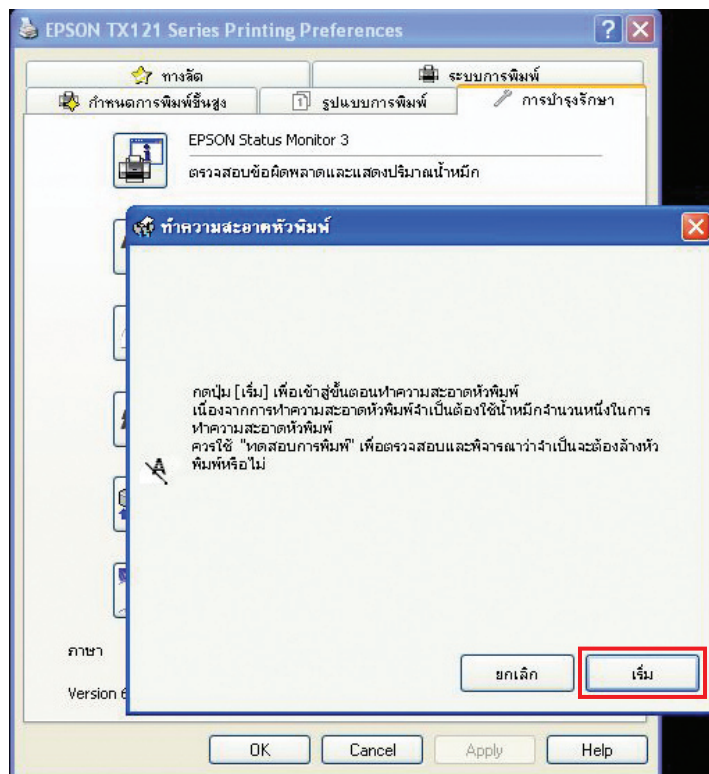 EPSON TX121 Series Printing Preferences
ทางลัด
ระบบการพิมพ์
กำหนดการพิมพ์ขั้นสูง
รูปแบบการพิมพ์
การบำรุงรักษา
EPSON Status Monitor 3
ตรวจสอบข้อผิดพลาดและแสดงปริมาณน้ำหมึก
ทำความสะอาดหัวพิมพ์
กดปุ่ม [เริ่ม] เพื่อเข้าสู่ขั้นตอนทำความสะอาดหัวพิมพ์
เนื่องจากการทำความสะอาดหัวพิมพ์จำเป็นต้องใช้น้ำหมึกจำนวนหนึ่งในการ
ทำความสะอาดหัวพิมพ์
ควรใช้ "ทดสอบการพิมพ์" เพื่อตรวจสอบและพิจารณาว่าจำเป็นจะต้องล้างหัว
พิมพ์หรือไม่
ยกเลิก
เริ่ม
ภาษา
Version 6
OK
Cancel
Apply
Help